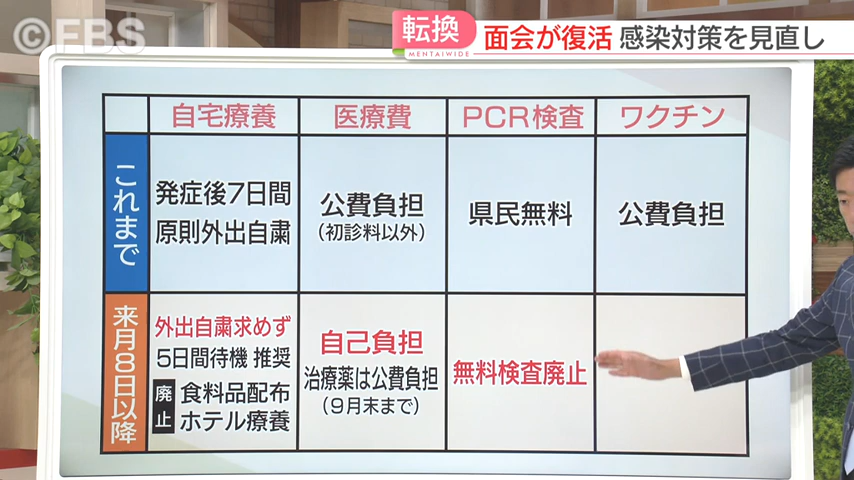 ©FBS
転換
MENTAIWIDE
面会が復活 感染対策を見直し
自宅療養 医療費 PCR検査 ワクチン
これまで
発症後7日間
原則外出自粛
公費負担
(初診料以外)
県民無料
公費負担
来月8日以降
外出自粛求めず
5日間待機 推奨
廃止
食料品配布
ホテル療養
自己負担
治療薬は公費負担
(9月末まで)
無料検査廃止